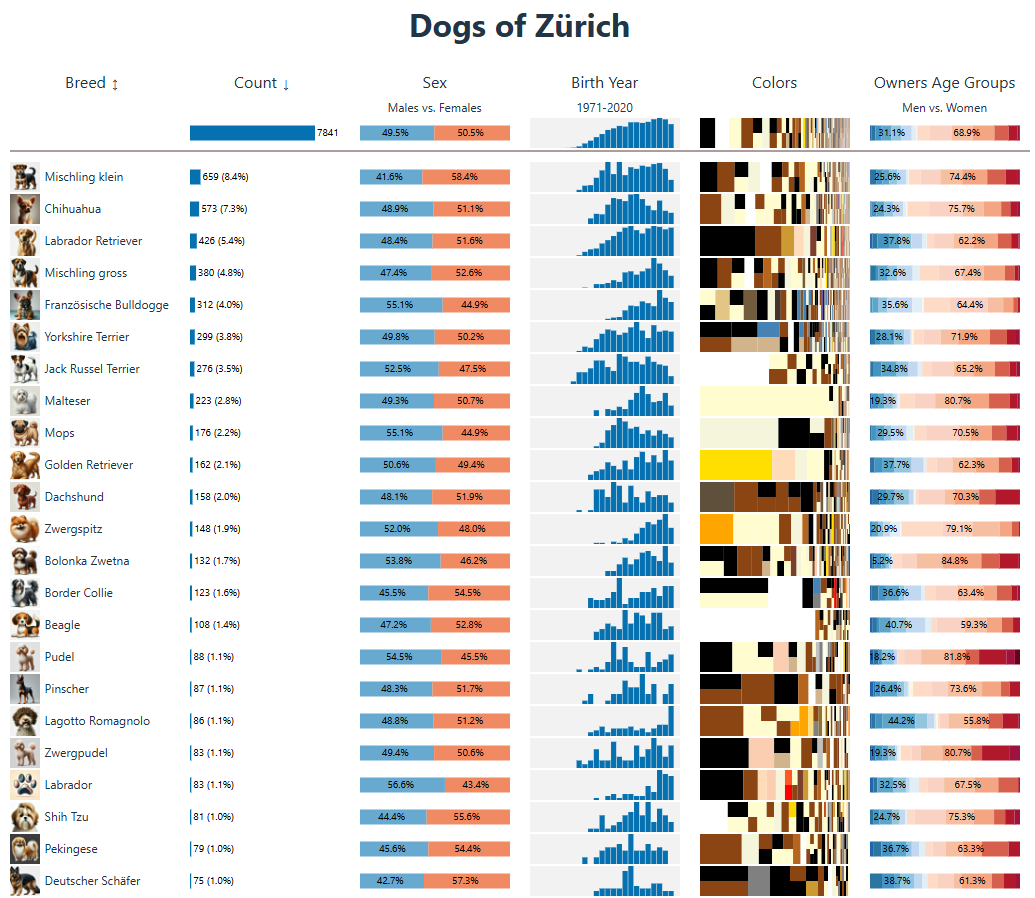 Dogs of Zürich
Breed ↕ Count ↓ Sex Birth Year Colors Owners Age Groups
Males vs. Females 1971-2020 Men vs. Women
7841 49.5% 50.5% 31.1% 68.9%
Mischling klein 659 (8.4%) 41.6% 58.4% 25.6% 74.4%
Chihuahua 573 (7.3%) 48.9% 51.1% 24.3% 75.7%
Labrador Retriever 426 (5.4%) 48.4% 51.6% 37.8% 62.2%
Mischling gross 380 (4.8%) 47.4% 52.6% 32.6% 67.4%
Französische Bulldogge 312 (4.0%) 55.1% 44.9% 35.6% 64.4%
Yorkshire Terrier 299 (3.8%) 49.8% 50.2% 28.1% 71.9%
Jack Russel Terrier 276 (3.5%) 52.5% 47.5% 34.8% 65.2%
Malteser 223 (2.8%) 49.3% 50.7% 19.3% 80.7%
Mops 176 (2.2%) 55.1% 44.9% 29.5% 70.5%
Golden Retriever 162 (2.1%) 50.6% 49.4% 37.7% 62.3%
Dachshund 158 (2.0%) 48.1% 51.9% 29.7% 70.3%
Zwergspitz 148 (1.9%) 52.0% 48.0% 20.9% 79.1%
Bolonka Zwetna 132 (1.7%) 53.8% 46.2% 5.2% 84.8%
Border Collie 123 (1.6%) 45.5% 54.5% 36.6% 63.4%
Beagle 108 (1.4%) 47.2% 52.8% 40.7% 59.3%
Pudel 88 (1.1%) 54.5% 45.5% 18.2% 81.8%
Pinscher 87 (1.1%) 48.3% 51.7% 26.4% 73.6%
Lagotto Romagnolo 86 (1.1%) 48.8% 51.2% 44.2% 55.8%
Zwergpudel 83 (1.1%) 49.4% 50.6% 19.3% 80.7%
Labrador 83 (1.1%) 56.6% 43.4% 32.5% 67.5%
Shih Tzu 81 (1.0%) 44.4% 55.6% 24.7% 75.3%
Pekingese 79 (1.0%) 45.6% 54.4% 36.7% 63.3%
Deutscher Schäfer 75 (1.0%) 42.7% 57.3% 38.7% 61.3%